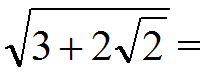 √(3 + 2√2) =